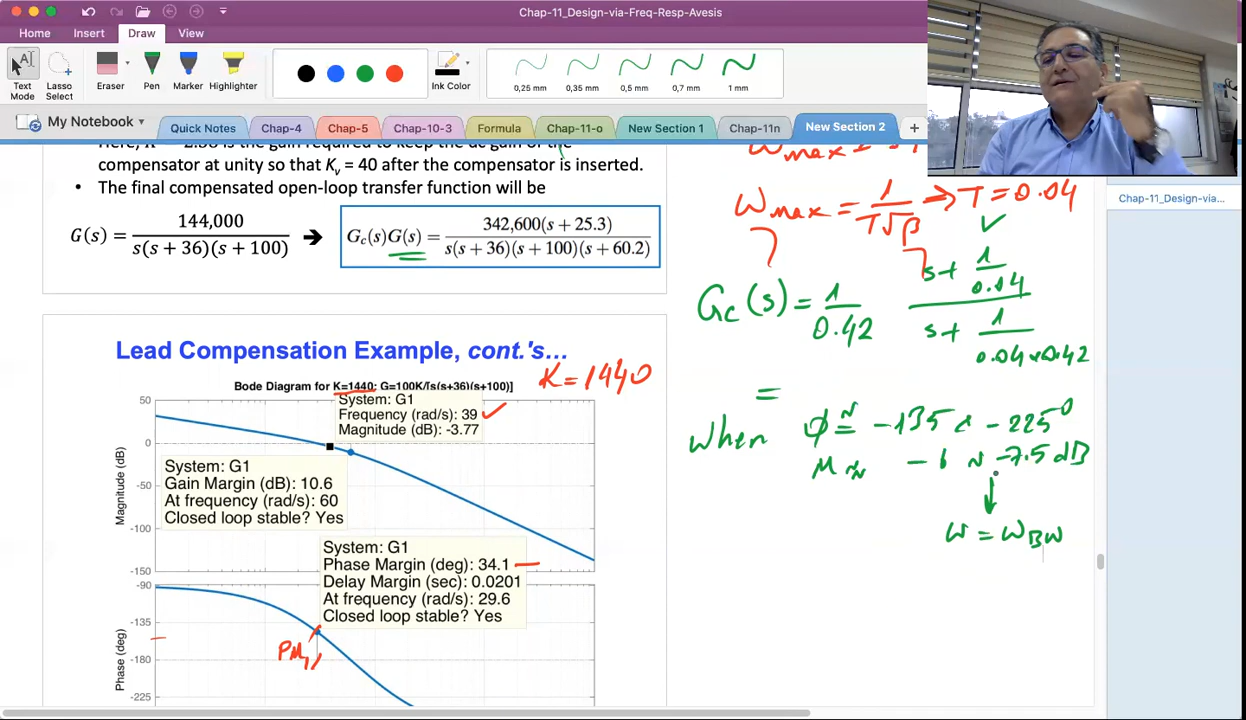 Chap-11_Design-via-Freq-Resp-Avesis
Home Insert Draw View
Text Mode
Lasso Select
Eraser Pen Marker Highlighter
Ink Color
0,25 mm 0,35 mm 0,5 mm 0,7 mm 1 mm
My Notebook
Quick Notes Chap-4 Chap-5 Chap-10-3 Formula Chap-11-o New Section 1 Chap-11n New Section 2 +
Chap-11_Design-via-...
compensator at unity so that Kv = 40 after the compensator is inserted.
• The final compensated open-loop transfer function will be
G(s) = 144,000 / s(s + 36)(s + 100) ➔ Gc(s)G(s) = 342,600(s + 25.3) / s(s + 36)(s + 100)(s + 60.2)
Lead Compensation Example, cont.'s...
K=1440
Bode Diagram for K=1440; G=100K/[s(s+36)(s+100)]
System: G1
Frequency (rad/s): 39
Magnitude (dB): -3.77
System: G1
Gain Margin (dB): 10.6
At frequency (rad/s): 60
Closed loop stable? Yes
Magnitude (dB)
50
0
-50
-100
-150
System: G1
Phase Margin (deg): 34.1
Delay Margin (sec): 0.0201
At frequency (rad/s): 29.6
Closed loop stable? Yes
Phase (deg)
-90
-135
-180
-225
PM
ωmax = 1/T√β → T = 0.04
✓
Gc(s) = 1/0.42 (s + 1/0.04) / (s + 1/0.04×0.42)
=
When φ ≅ -135 ~ -225°
M ≈ -6 ~ -7.5 dB
↓
ω = ωBW